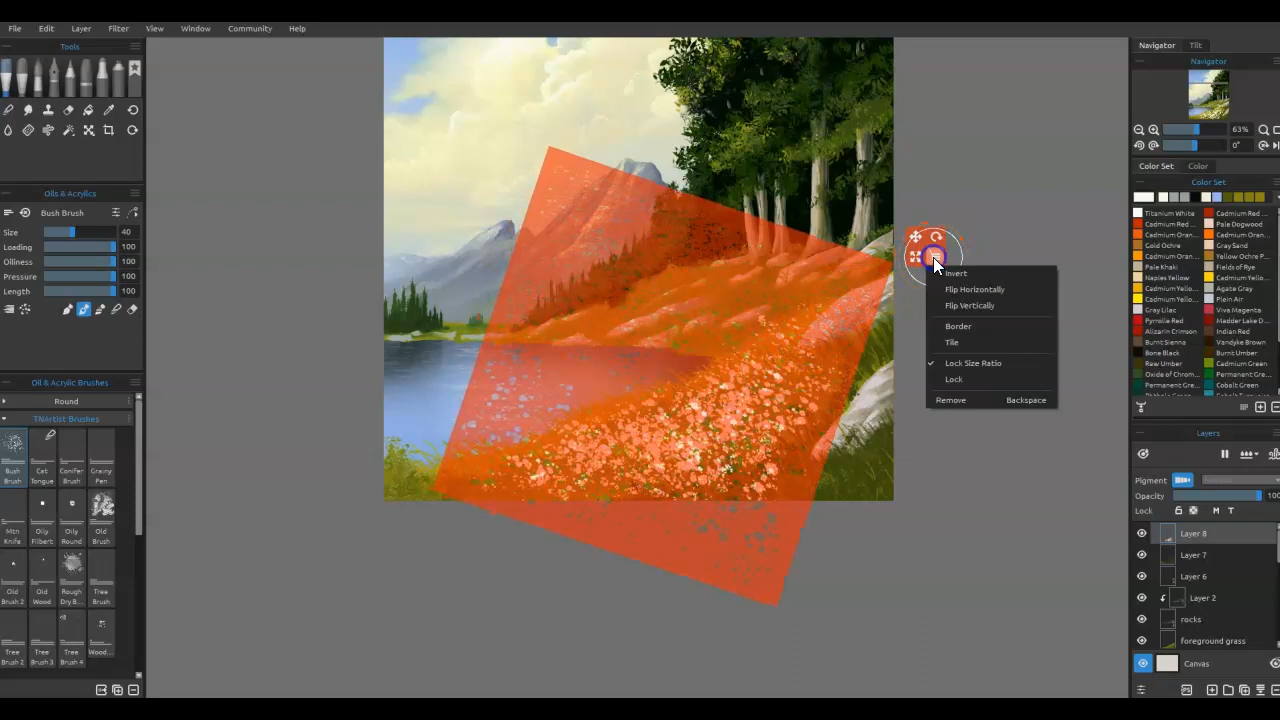 File Edit Layer Filter View Window Community Help
Tools
Navigator Tilt
Navigator
63%
0°
Color Set Color
Color Set
Oils & Acrylics
Bush Brush
Size 40
Loading 100
Oiliness 100
Pressure 100
Length 100
Titanium White Cadmium Red ...
Cadmium Red ... Pale Dogwood
Cadmium Oran... Cadmium Oran...
Gold Ochre Gray Sand
Cadmium Oran... Yellow Ochre P...
Pale Khaki Fields of Rye
Naples Yellow Cadmium Yello...
Cadmium Yello... Agate Gray
Cadmium Yello... Plein Air
Gray Lilac Viva Magenta
Pyrrolle Red Madder Lake D...
Alizarin Crimson Indian Red
Burnt Sienna Vandyke Brown
Bone Black Burnt Umber
Raw Umber Cadmium Red ...
Oxide of Chrom... Cadmium Gree...
Permanent Gre... Cobalt Green
Invert
Flip Horizontally
Flip Vertically
Border
Tile
Lock Size Ratio
Lock
Remove Backspace
Oil & Acrylic Brushes
Round
TNArtist Brushes
Bush Brush
Cat Tongue
Conifer Brush
Grainy Pen
Mtn Knife
Oily Filbert
Oily Round
Old Brush
Old Brush 2
Old Wood
Rough Dry B...
Tree Brush
Tree Brush 2
Tree Brush 3
Tree Brush 4
Wood...
Layers
Pigment
Opacity 100
Lock M T
Layer 8
Layer 7
Layer 6
Layer 2
rocks
foreground grass
Canvas